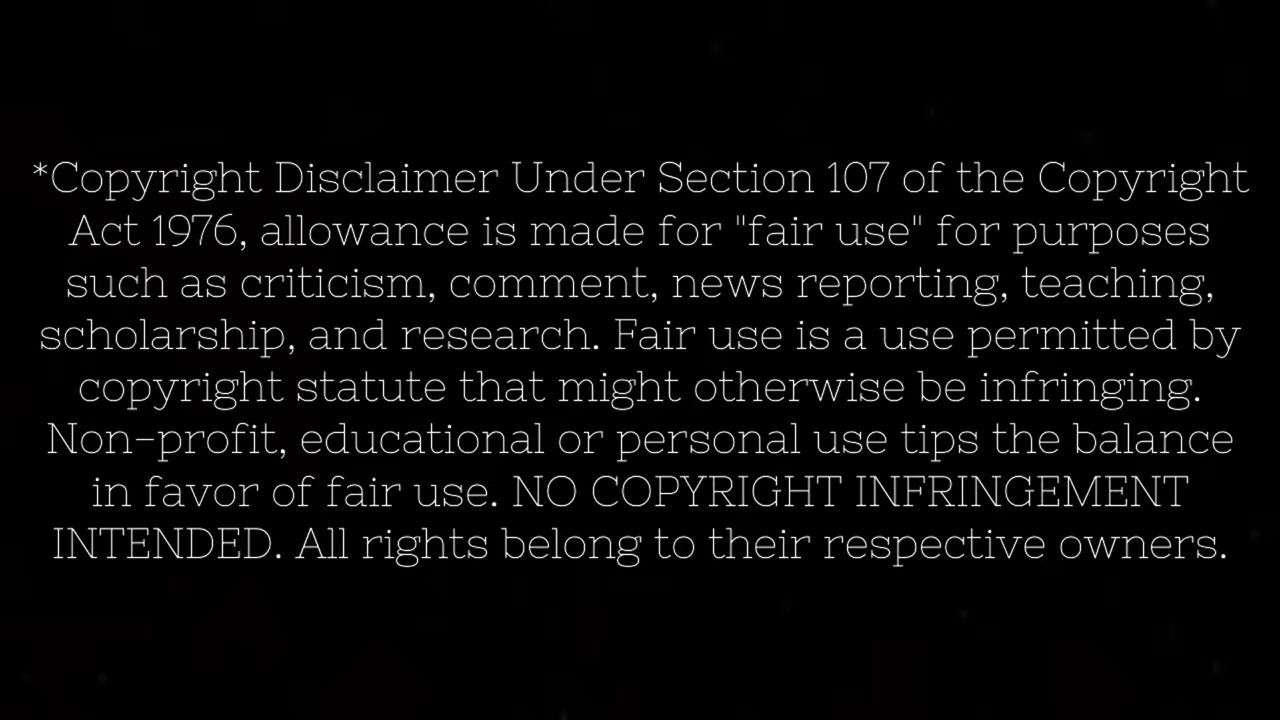 *Copyright Disclaimer Under Section 107 of the Copyright
Act 1976, allowance is made for "fair use" for purposes
such as criticism, comment, news reporting, teaching,
scholarship, and research. Fair use is a use permitted by
copyright statute that might otherwise be infringing.
Non-profit, educational or personal use tips the balance
in favor of fair use. NO COPYRIGHT INFRINGEMENT
INTENDED. All rights belong to their respective owners.